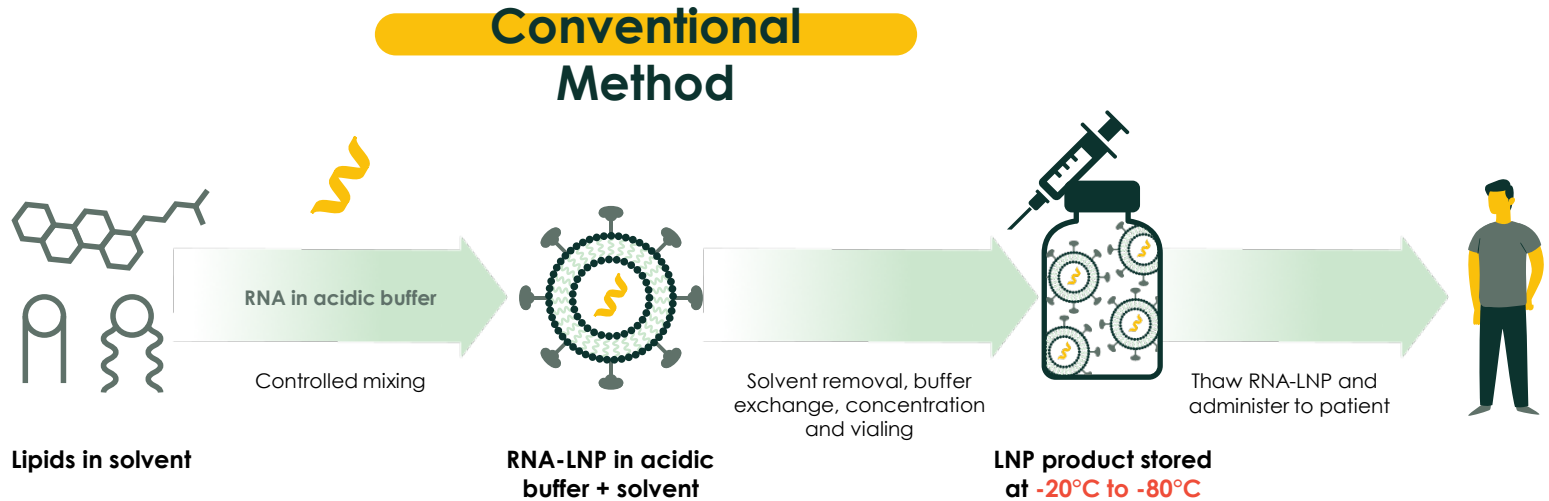 Conventional
Method
RNA in acidic buffer
Controlled mixing
Solvent removal, buffer
exchange, concentration
and vialing
Thaw RNA-LNP and
administer to patient
Lipids in solvent
RNA-LNP in acidic
buffer + solvent
LNP product stored
at -20°C to -80°C